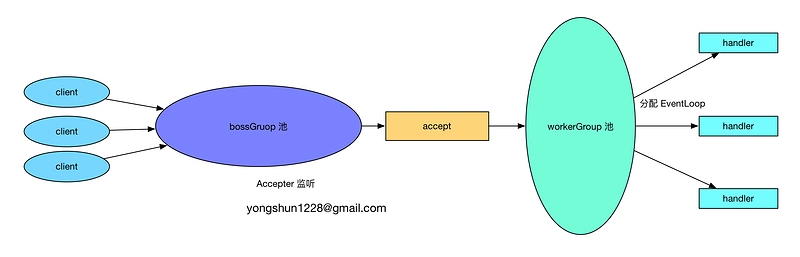 client
client
client
bossGruop 池
Accepter 监听
yongshun1228@gmail.com
accept
workerGroup 池
分配 EventLoop
handler
handler
handler